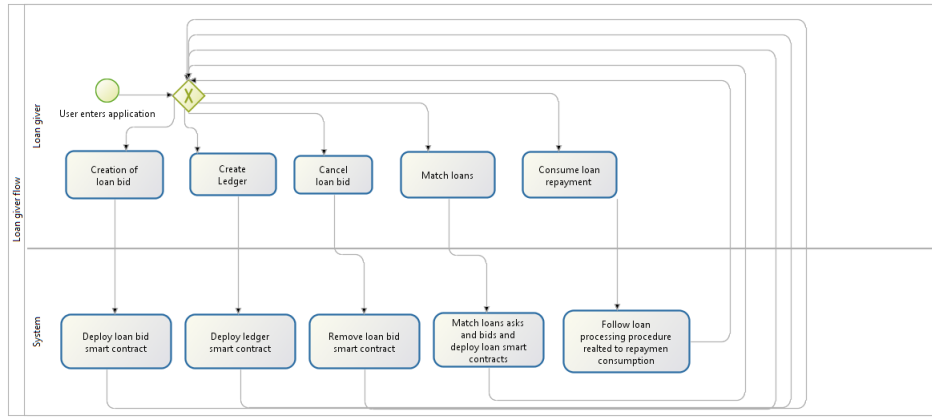 Loan giver flow
Loan giver
User enters application
X
Creation of
loan bid
Create
Ledger
Cancel
loan bid
Match loans
Consume loan
repayment
System
Deploy loan bid
smart contract
Deploy ledger
smart contract
Remove loan bid
smart contract
Match loans asks
and bids and
deploy loan smart
contracts
Follow loan
processing procedure
realted to repaymen
consumption